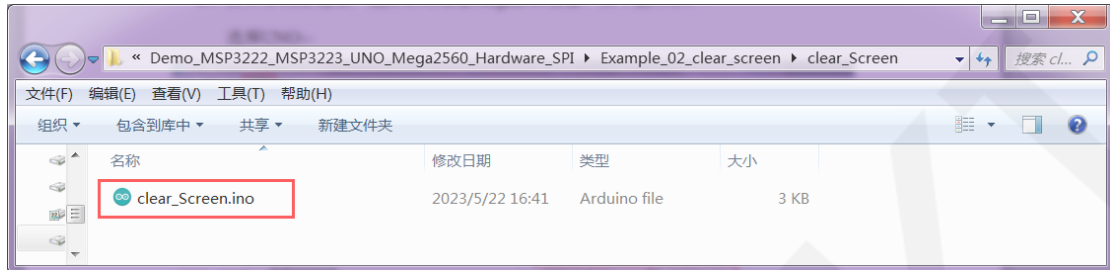 « Demo_MSP3222_MSP3223_UNO_Mega2560_Hardware_SPI ▸ Example_02_clear_screen ▸ clear_Screen 搜索 cl...
文件(F) 编辑(E) 查看(V) 工具(T) 帮助(H)
组织 包含到库中 共享 新建文件夹
名称 修改日期 类型 大小
clear_Screen.ino 2023/5/22 16:41 Arduino file 3 KB